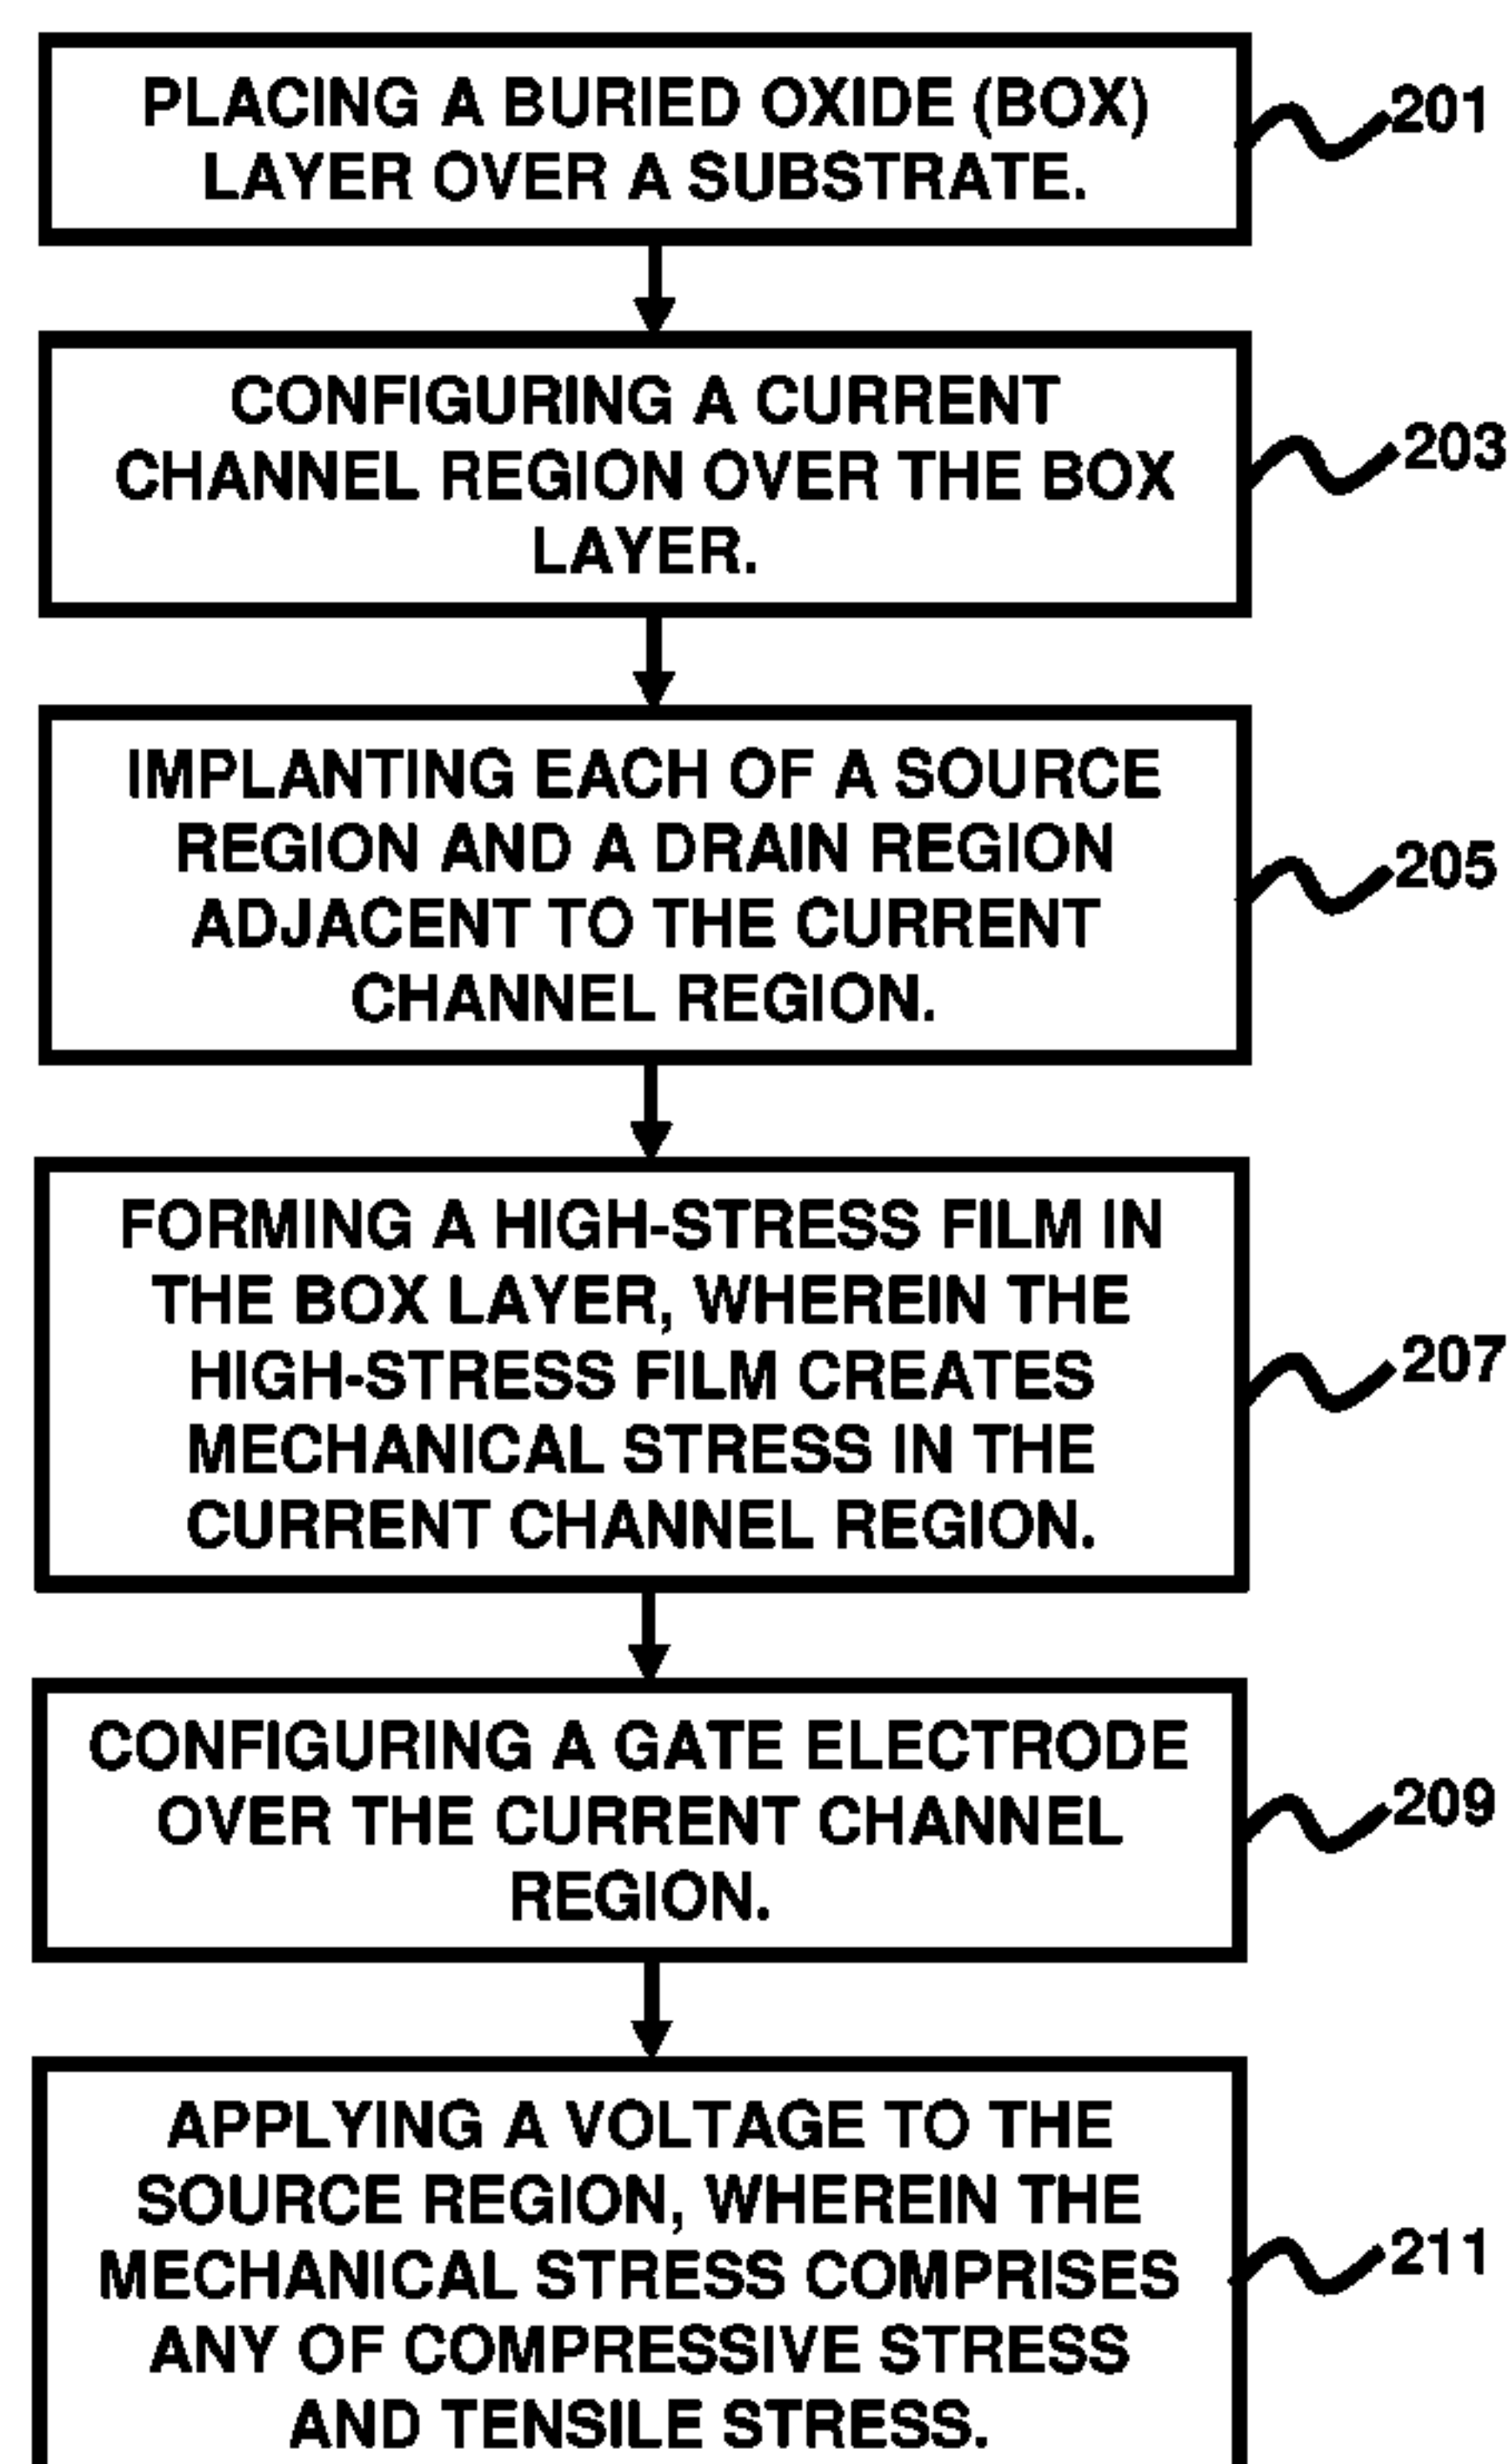 PLACING A BURIED OXIDE (BOX)
LAYER OVER A SUBSTRATE.
201
CONFIGURING A CURRENT
CHANNEL REGION OVER THE BOX
LAYER.
203
IMPLANTING EACH OF A SOURCE
REGION AND A DRAIN REGION
ADJACENT TO THE CURRENT
CHANNEL REGION.
205
FORMING A HIGH-STRESS FILM IN
THE BOX LAYER, WHEREIN THE
HIGH-STRESS FILM CREATES
MECHANICAL STRESS IN THE
CURRENT CHANNEL REGION.
207
CONFIGURING A GATE ELECTRODE
OVER THE CURRENT CHANNEL
REGION.
209
APPLYING A VOLTAGE TO THE
SOURCE REGION, WHEREIN THE
MECHANICAL STRESS COMPRISES
ANY OF COMPRESSIVE STRESS
AND TENSILE STRESS.
211